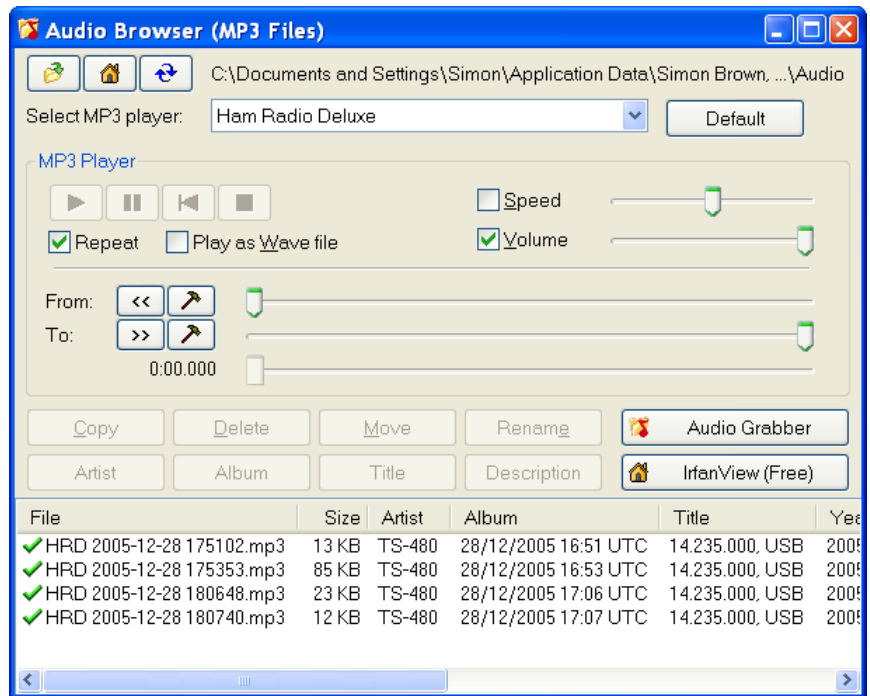 Audio Browser (MP3 Files)
C:\Documents and Settings\Simon\Application Data\Simon Brown, ...\Audio
Select MP3 player: Ham Radio Deluxe Default
MP3 Player
Speed
Repeat Play as Wave file Volume
From: <<
To: >>
0:00.000
Copy Delete Move Rename Audio Grabber
Artist Album Title Description IrfanView (Free)
File Size Artist Album Title Yea
HRD 2005-12-28 175102.mp3 13 KB TS-480 28/12/2005 16:51 UTC 14.235.000, USB 2005
HRD 2005-12-28 175353.mp3 85 KB TS-480 28/12/2005 16:53 UTC 14.235.000, USB 2005
HRD 2005-12-28 180648.mp3 23 KB TS-480 28/12/2005 17:06 UTC 14.235.000, USB 2005
HRD 2005-12-28 180740.mp3 12 KB TS-480 28/12/2005 17:07 UTC 14.235.000, USB 2005